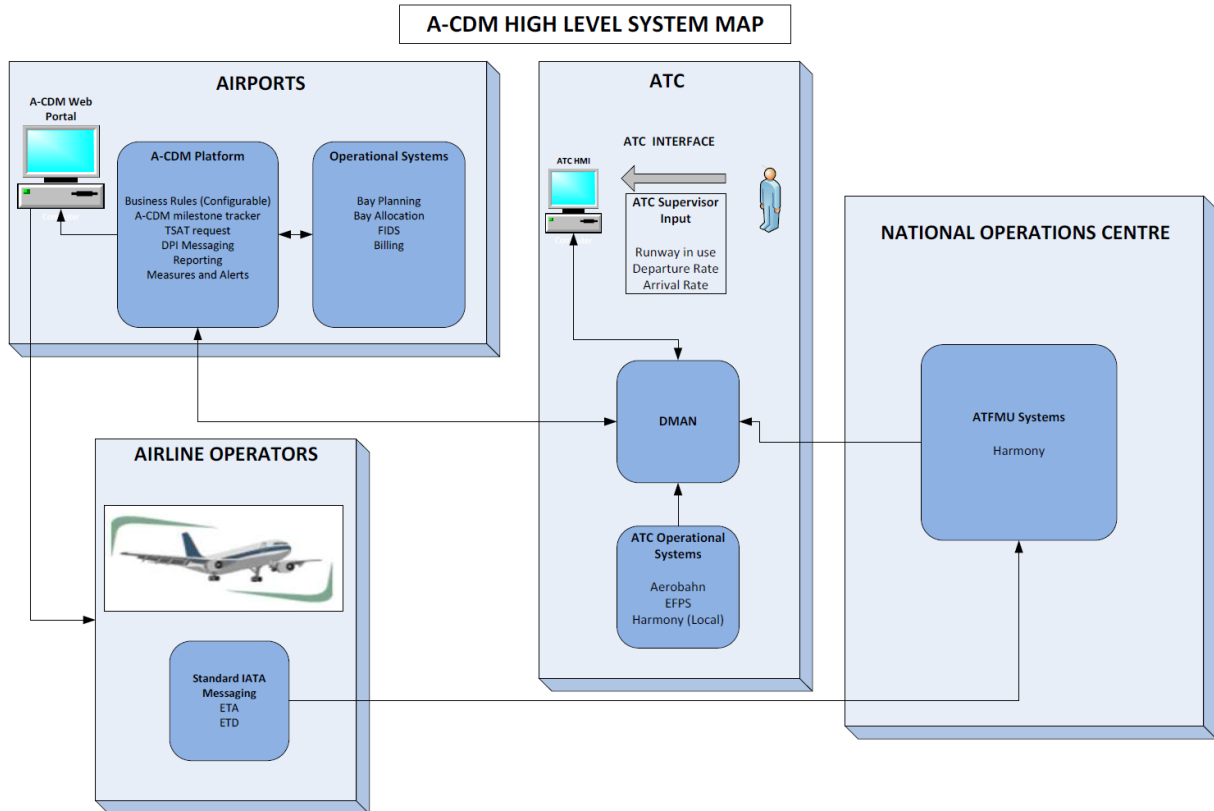 A-CDM HIGH LEVEL SYSTEM MAP
AIRPORTS
A-CDM Web
Portal
A-CDM Platform
Business Rules (Configurable)
A-CDM milestone tracker
TSAT request
DPI Messaging
Reporting
Measures and Alerts
Operational Systems
Bay Planning
Bay Allocation
FIDS
Billing
ATC
ATC INTERFACE
ATC HMI
ATC Supervisor
Input
Runway in use
Departure Rate
Arrival Rate
DMAN
ATC Operational
Systems
Aerobahn
EFPS
Harmony (Local)
NATIONAL OPERATIONS CENTRE
ATFMU Systems
Harmony
AIRLINE OPERATORS
Standard IATA
Messaging
ETA
ETD